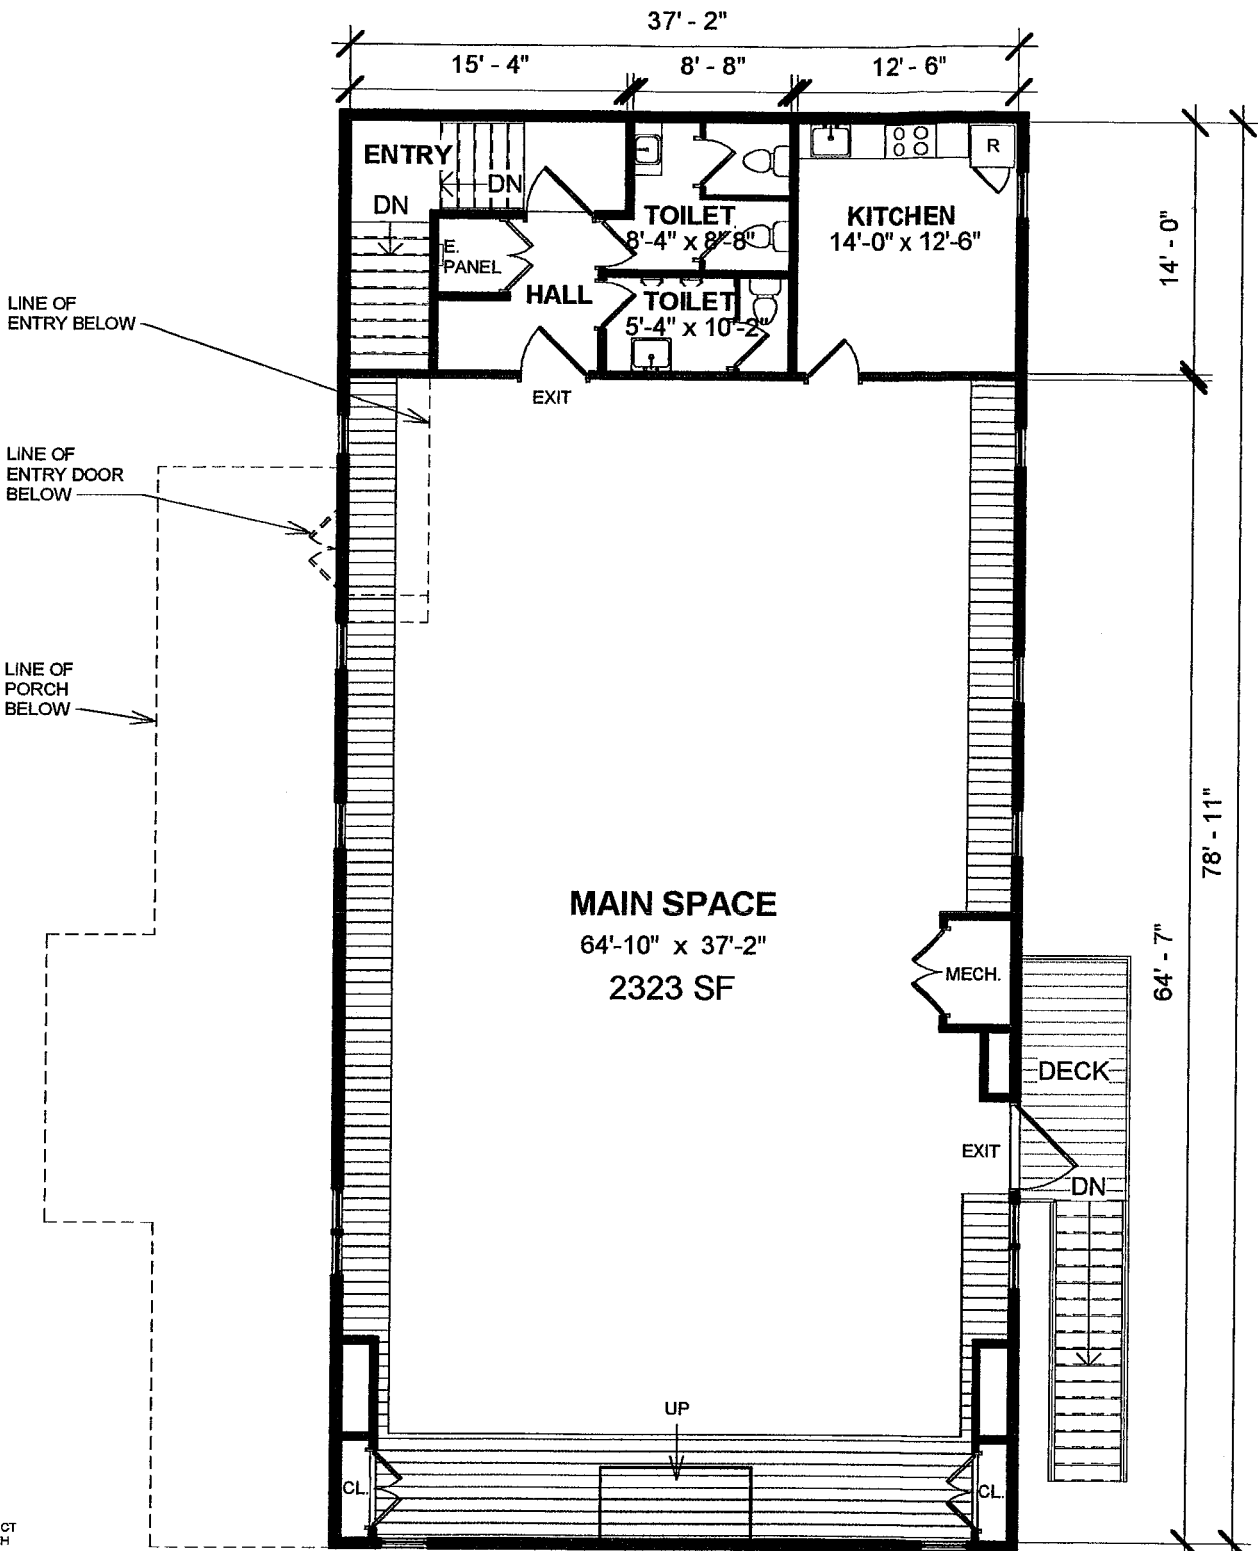 37' - 2"
15' - 4"
8' - 8"
12' - 6"
ENTRY
DN
DN
E.
PANEL
HALL
TOILET
8'-4" x 8'-8"
TOILET
5'-4" x 10'-2"
KITCHEN
14'-0" x 12'-6"
R
14' - 0"
LINE OF
ENTRY BELOW
EXIT
LINE OF
ENTRY DOOR
BELOW
LINE OF
PORCH
BELOW
78' - 11"
64' - 7"
MAIN SPACE
64'-10" x 37'-2"
2323 SF
MECH.
DECK
EXIT
DN
UP
CL.
CL.
CT
H